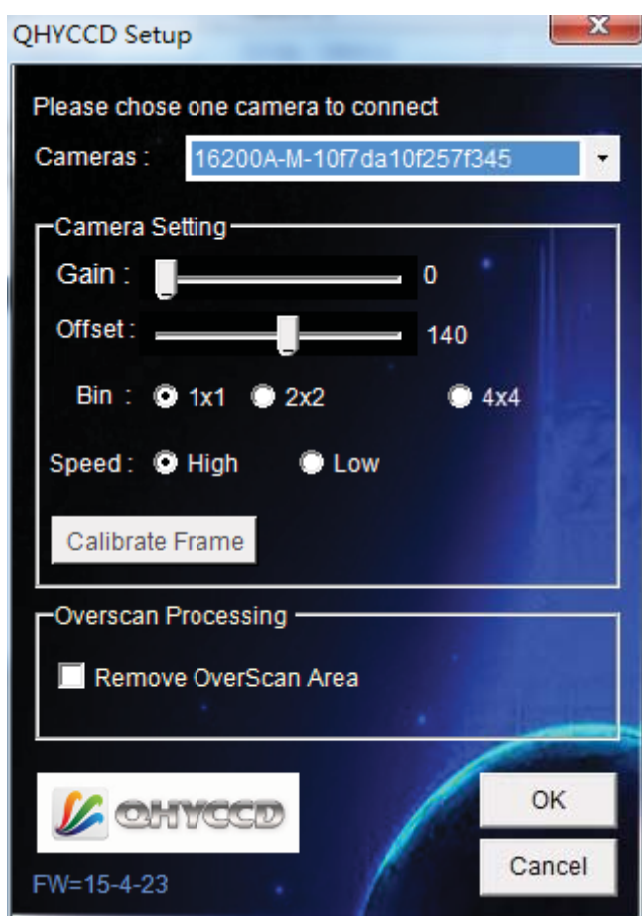 QHYCCD Setup
Please chose one camera to connect
Cameras : 16200A-M-10f7da10f257f345
Camera Setting
Gain : 0
Offset : 140
Bin : 1x1 2x2 4x4
Speed : High Low
Calibrate Frame
Overscan Processing
Remove OverScan Area
QHYCCD
OK
Cancel
FW=15-4-23